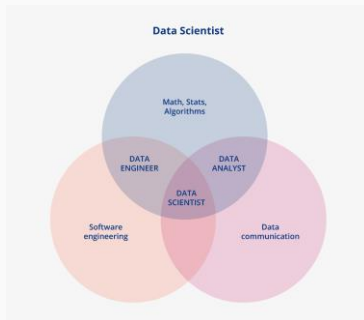 Data Scientist
Math, Stats,
Algorithms
DATA
ENGINEER
DATA
ANALYST
DATA
SCIENTIST
Software
engineering
Data
communication